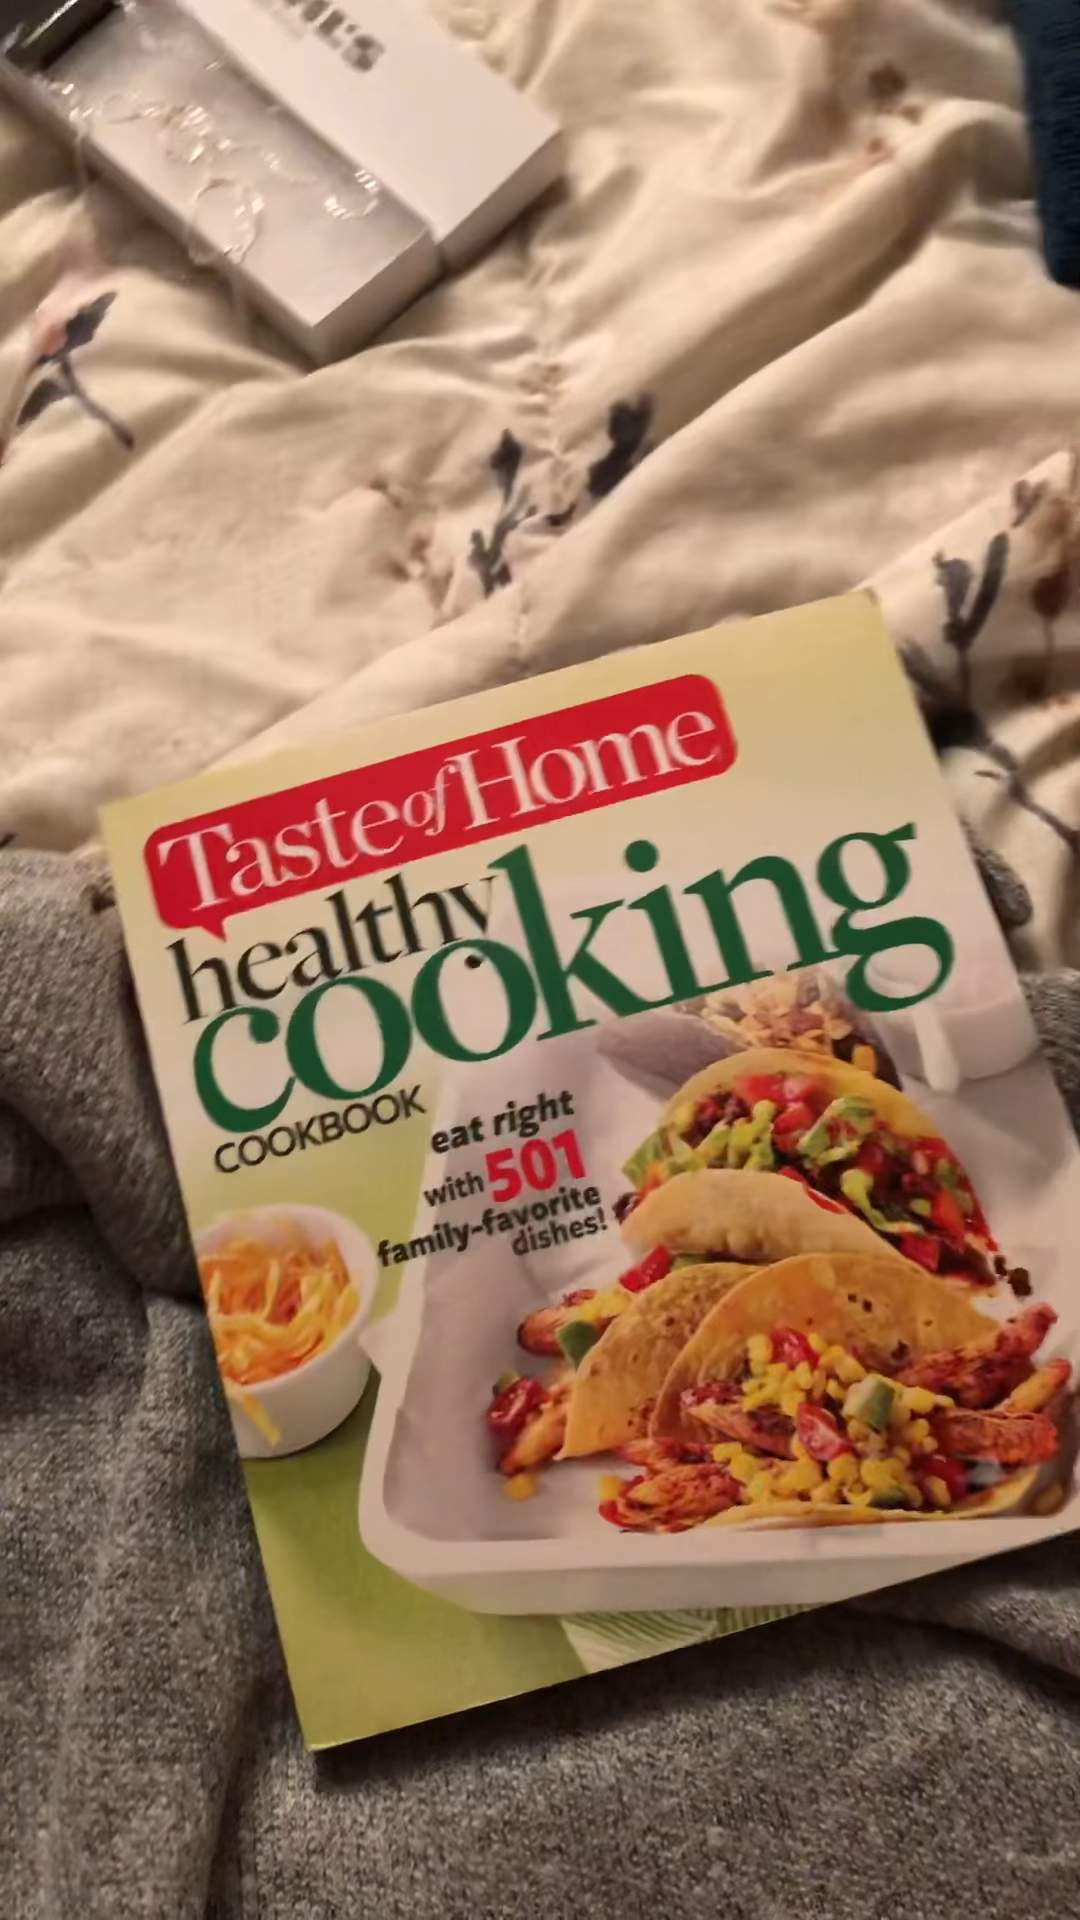 Taste of Home
healthy
cooking
COOKBOOK
eat right
with 501
family-favorite
dishes!